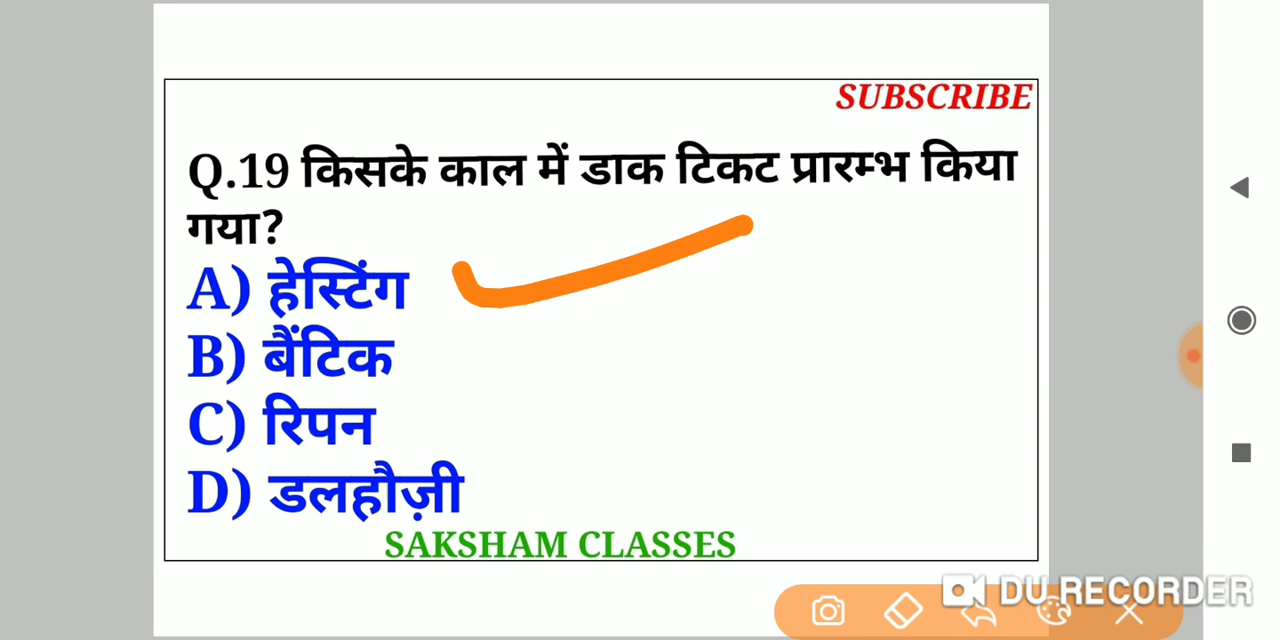 SUBSCRIBE
Q.19 किसके काल में डाक टिकट प्रारम्भ किया
गया?
A) हेस्टिंग
B) बैंटिक
C) रिपन
D) डलहौज़ी
SAKSHAM CLASSES
DU RECORDER